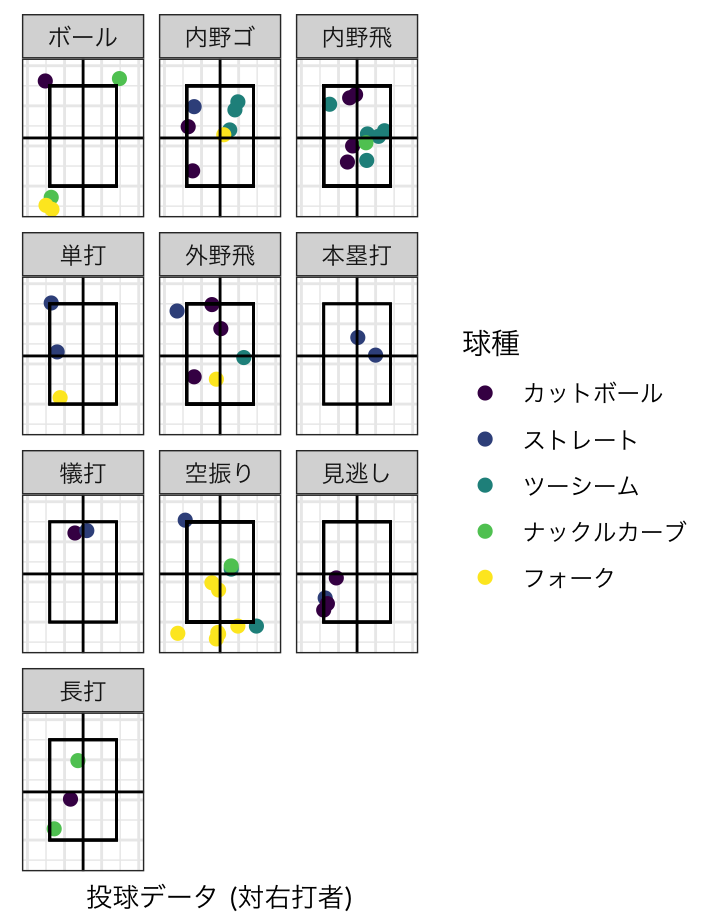 ボール
内野ゴ
内野飛
単打
外野飛
本塁打
犠打
空振り
見逃し
長打
球種
カットボール
ストレート
ツーシーム
ナックルカーブ
フォーク
投球データ (対右打者)